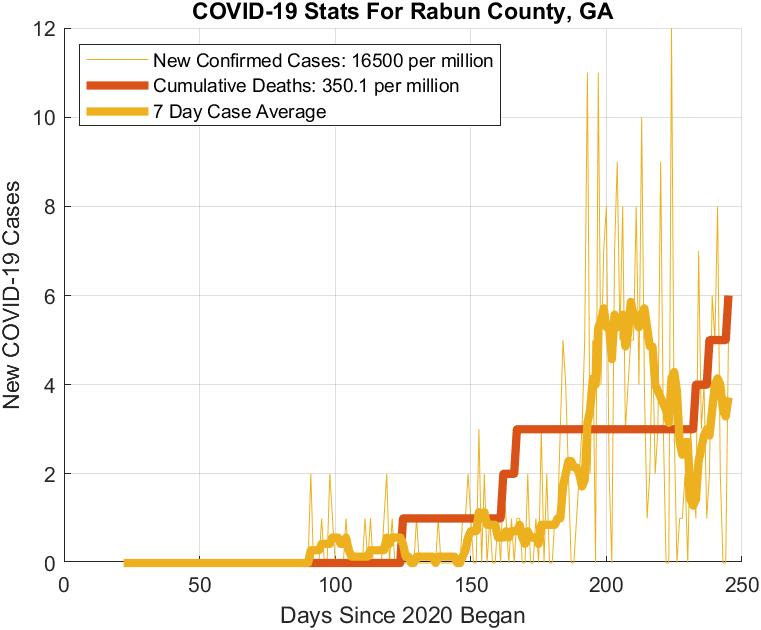 COVID-19 Stats For Rabun County, GA
New Confirmed Cases: 16500 per million
Cumulative Deaths: 350.1 per million
7 Day Case Average
New COVID-19 Cases
12
10
8
6
4
2
0
0 50 100 150 200 250
Days Since 2020 Began